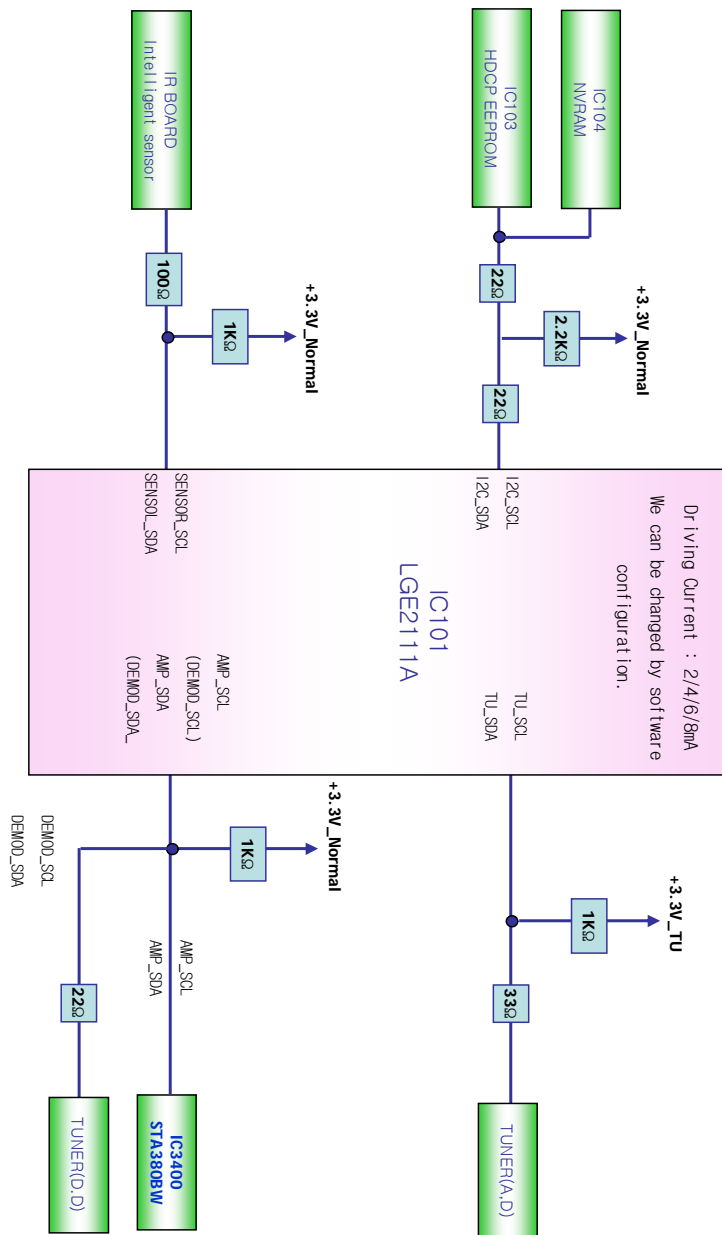 Driving Current : 2/4/6/8mA
We can be changed by software
configuration.
IC104
NVRAM
IC103
HDCP EEPROM
22Ω
2.2KΩ
+3.3V_Normal
22Ω
I2C_SCL
I2C_SDA
IC101
LGE2111A
TU_SCL
TU_SDA
+3.3V_TU
1KΩ
33Ω
TUNER(A,D)
IR BOARD
Intelligent sensor
100Ω
1KΩ
+3.3V_Normal
SENSOR_SCL
SENSOL_SDA
AMP_SCL
(DEMOD_SCL)
AMP_SDA
(DEMOD_SDA_
+3.3V_Normal
1KΩ
AMP_SCL
AMP_SDA
IC3400
STA380BW
DEMOD_SCL
DEMOD_SDA
22Ω
TUNER(D.D)